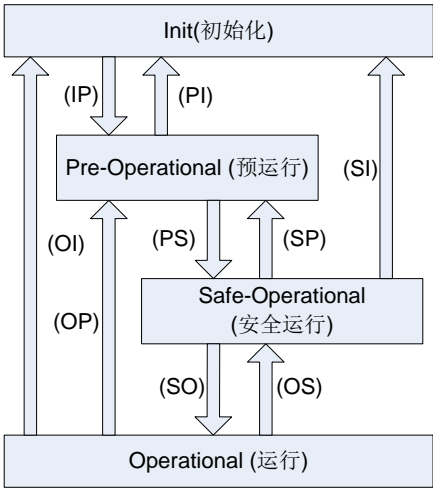 Init(初始化)
(IP)
(PI)
Pre-Operational (预运行)
(SI)
(OI)
(PS)
(SP)
(OP)
Safe-Operational
(安全运行)
(SO)
(OS)
Operational (运行)